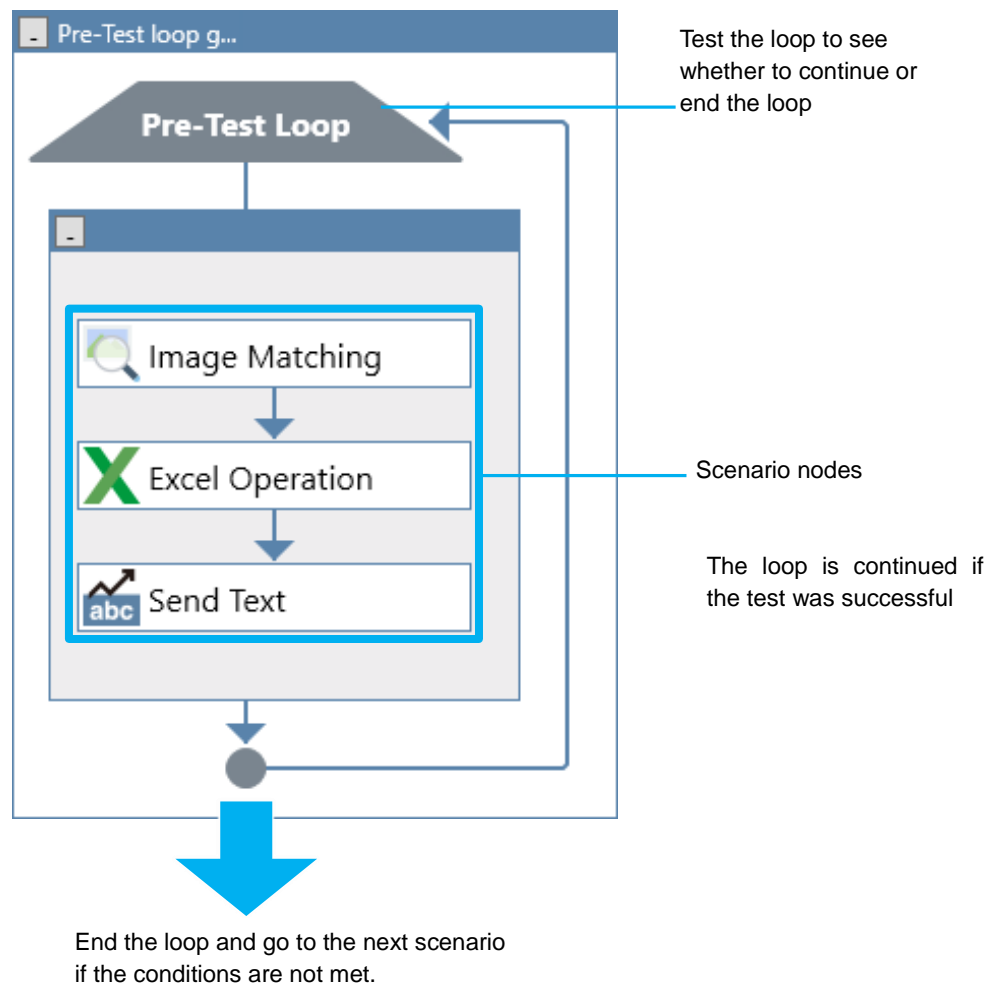 Pre-Test loop g...
Test the loop to see
whether to continue or
end the loop
Pre-Test Loop
Image Matching
Excel Operation
Scenario nodes
The loop is continued if
the test was successful
abc
Send Text
End the loop and go to the next scenario
if the conditions are not met.